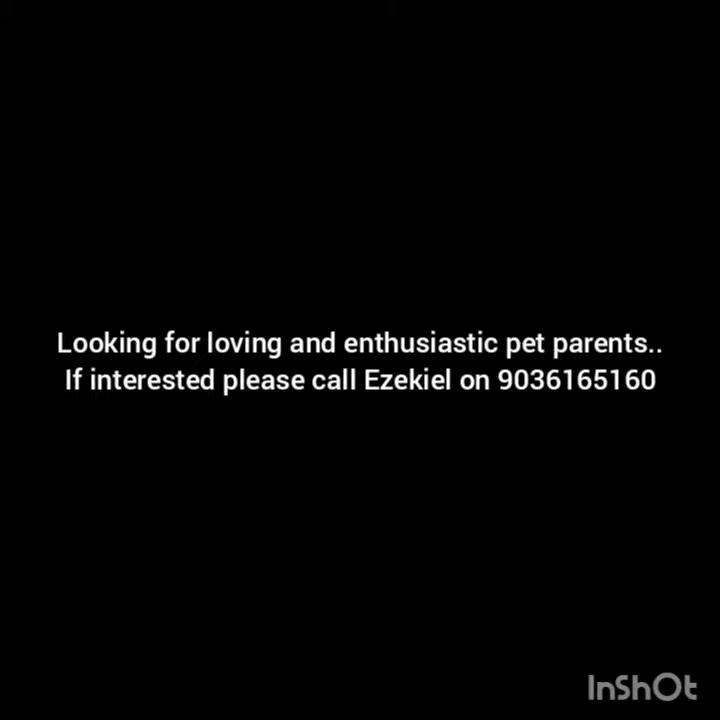 Looking for loving and enthusiastic pet parents..
If interested please call Ezekiel on 9036165160
InShOt